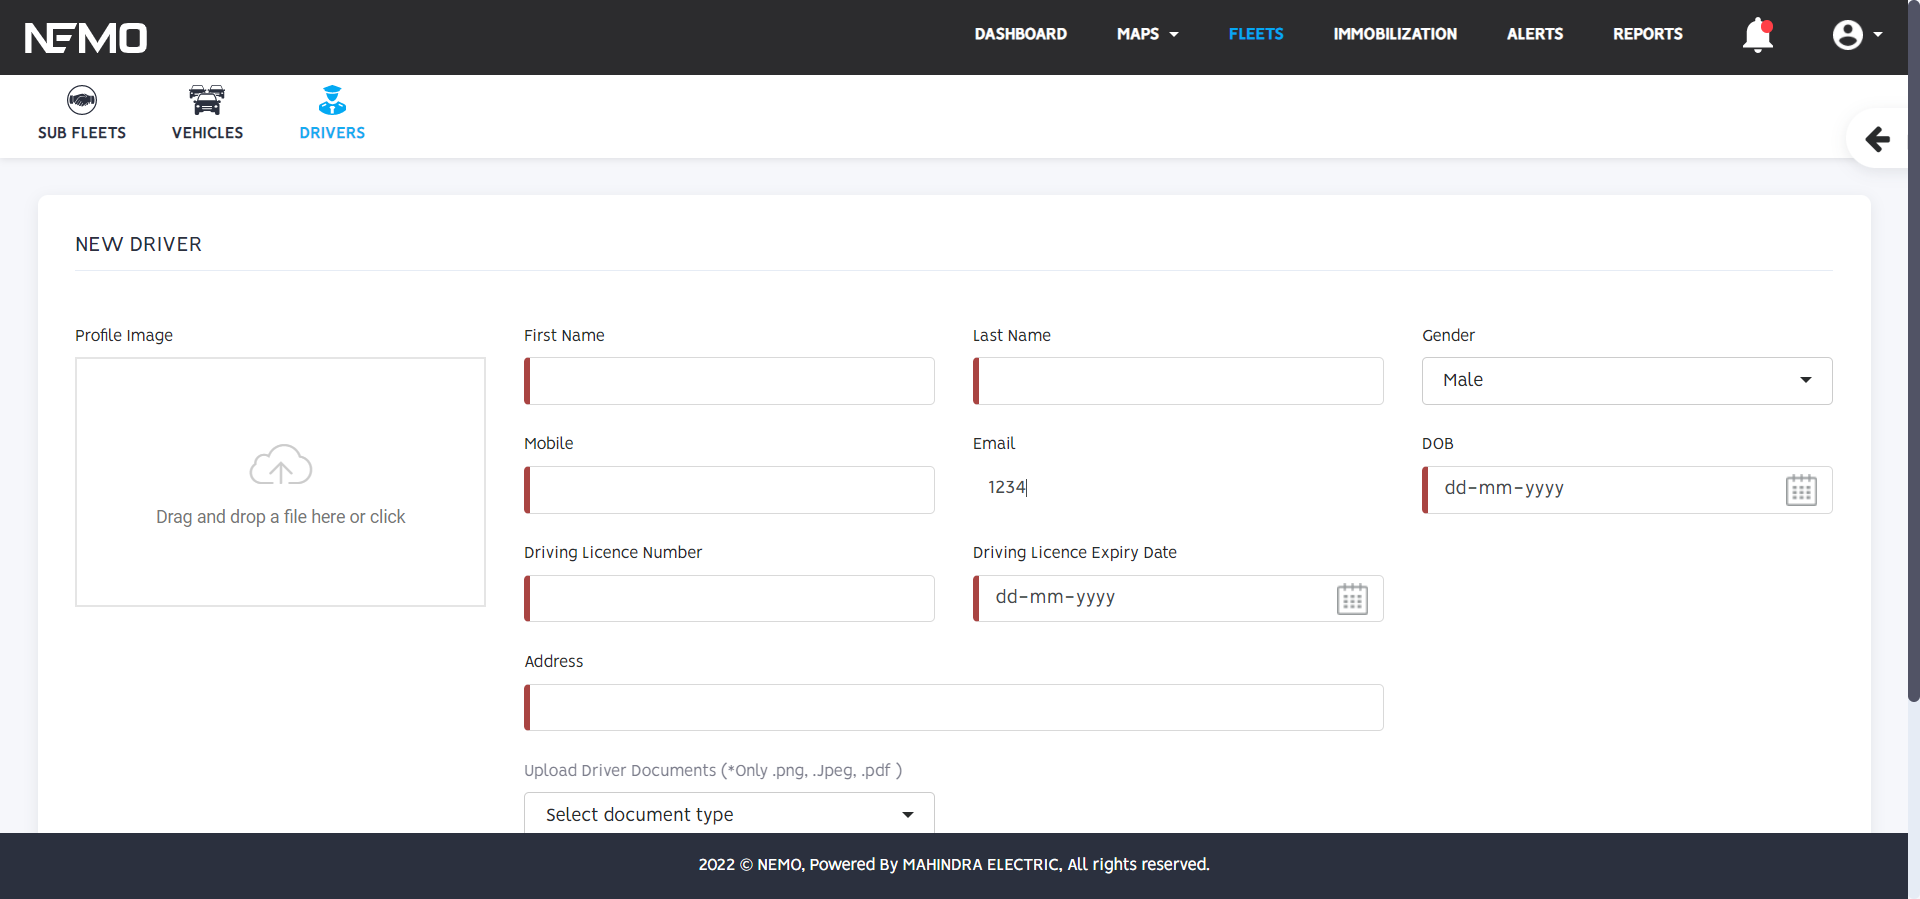 NEMO
DASHBOARD MAPS FLEETS IMMOBILIZATION ALERTS REPORTS
SUB FLEETS VEHICLES DRIVERS
NEW DRIVER
Profile Image
Drag and drop a file here or click
First Name Last Name Gender
Male
Mobile Email DOB
1234 dd-mm-yyyy
Driving Licence Number Driving Licence Expiry Date
dd-mm-yyyy
Address
Upload Driver Documents (*Only .png, .Jpeg, .pdf )
Select document type
2022 © NEMO, Powered By MAHINDRA ELECTRIC, All rights reserved.